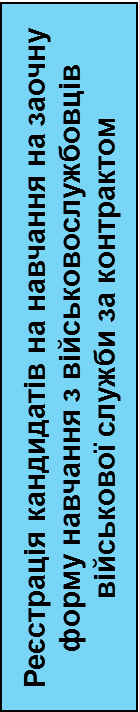 Реєстрація кандидатів на навчання на заочну
форму навчання з військовослужбовців
військової служби за контрактом